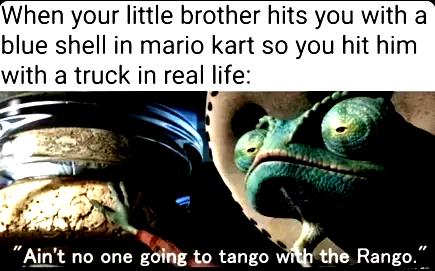 When your little brother hits you with a
blue shell in mario kart so you hit him
with a truck in real life:
"Ain't no one going to tango with the Rango."